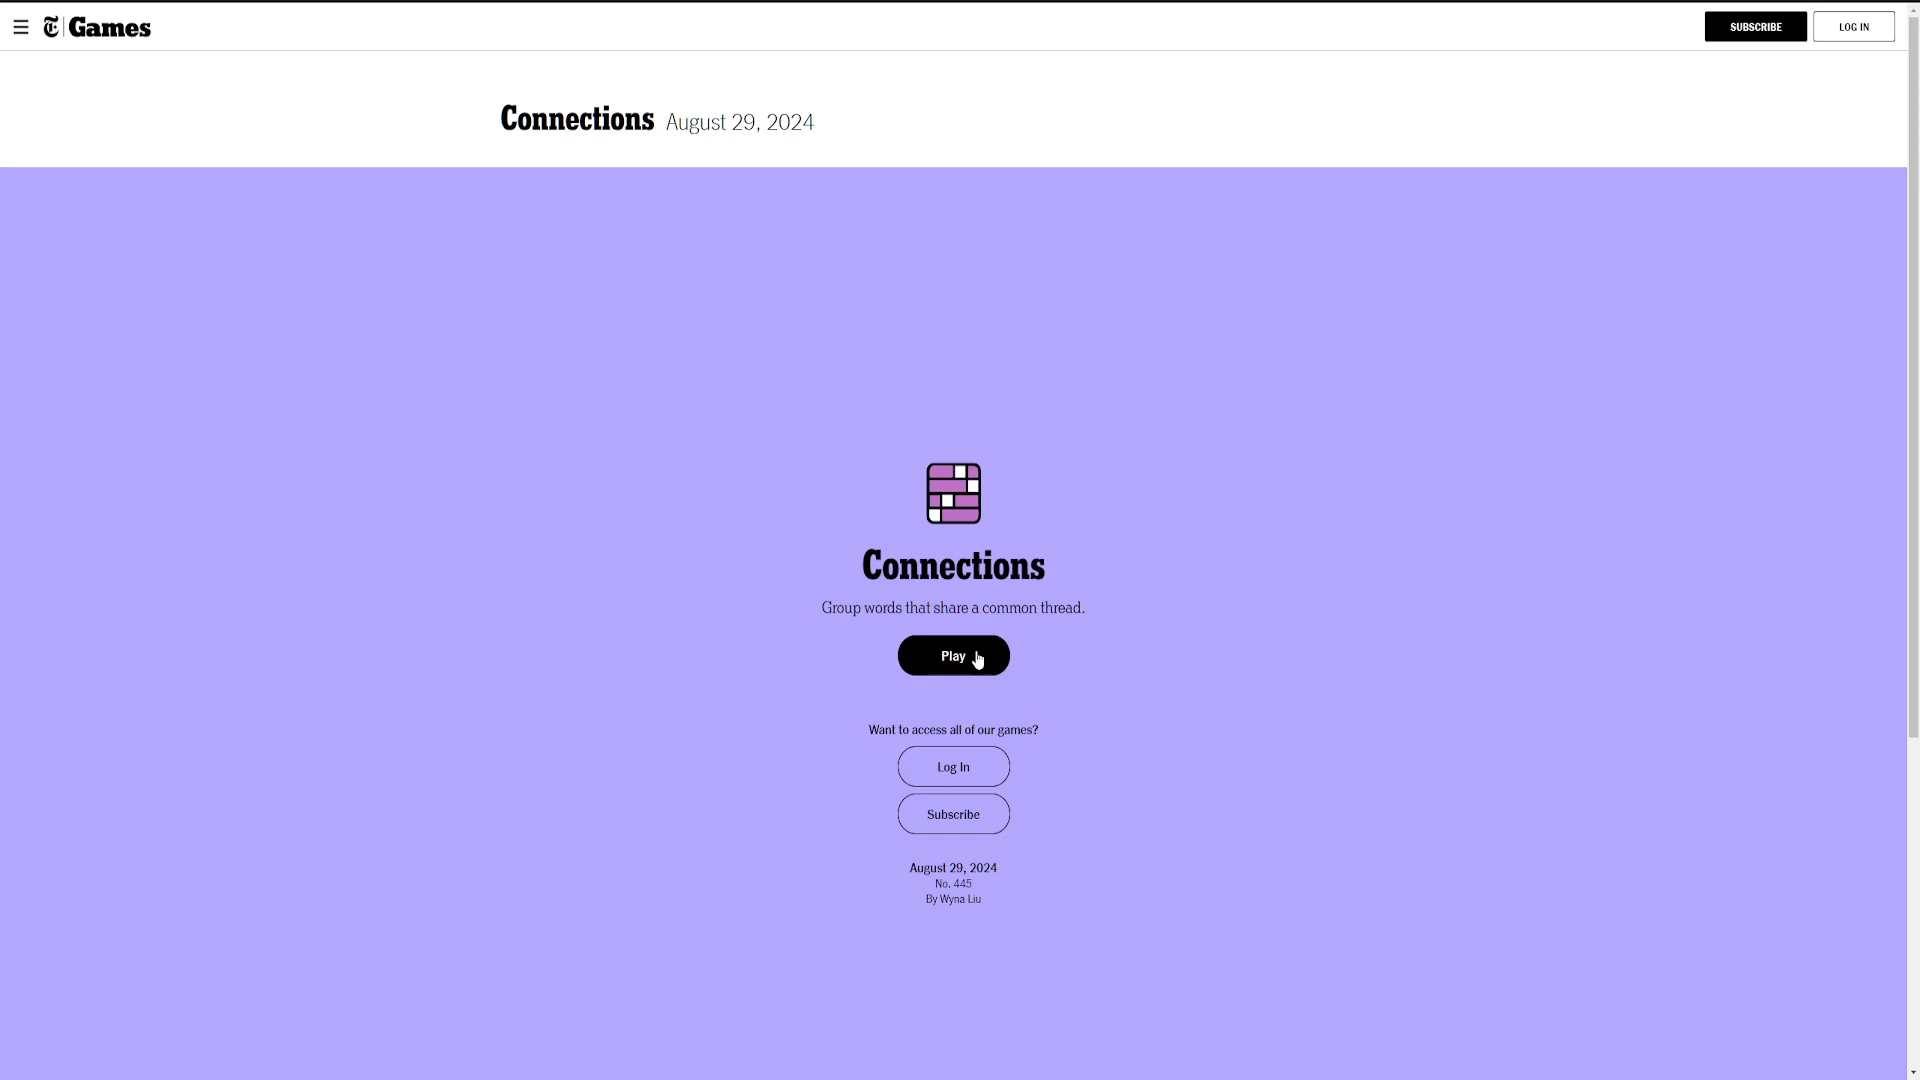 T Games
SUBSCRIBE
LOG IN
Connections August 29, 2024
Connections
Group words that share a common thread.
Play
Want to access all of our games?
Log In
Subscribe
August 29, 2024
No. 445
By Wyna Liu